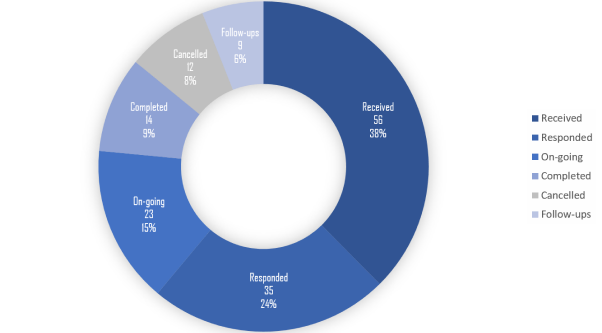 Follow-ups
9
6%
Cancelled
12
8%
Completed
14
9%
Received
56
38%
On-going
23
15%
Responded
35
24%
Received
Responded
On-going
Completed
Cancelled
Follow-ups